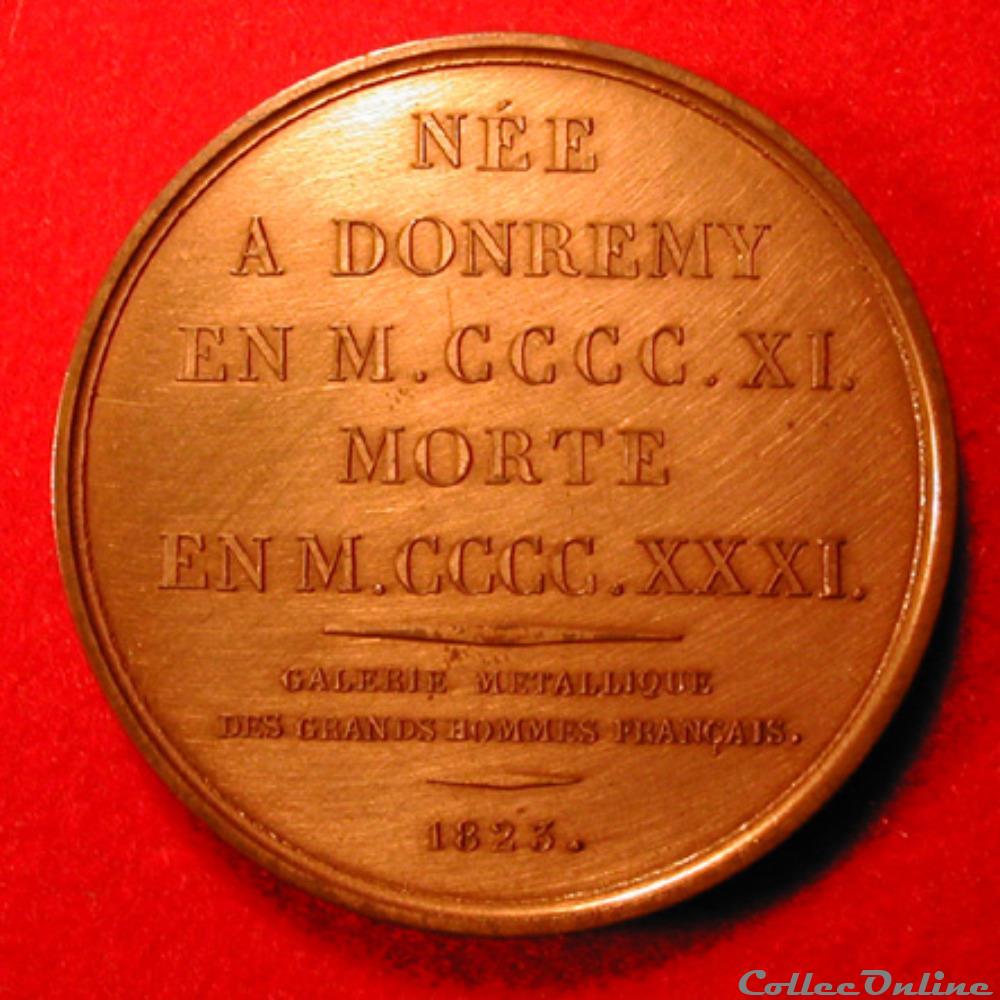 NÉE
A DONREMY
EN M.CCCC.XI.
MORTE
EN M.CCCC.XXXI.
GALERIE METALLIQUE
DES GRANDS HOMMES FRANÇAIS.
1823.
CollecOnline